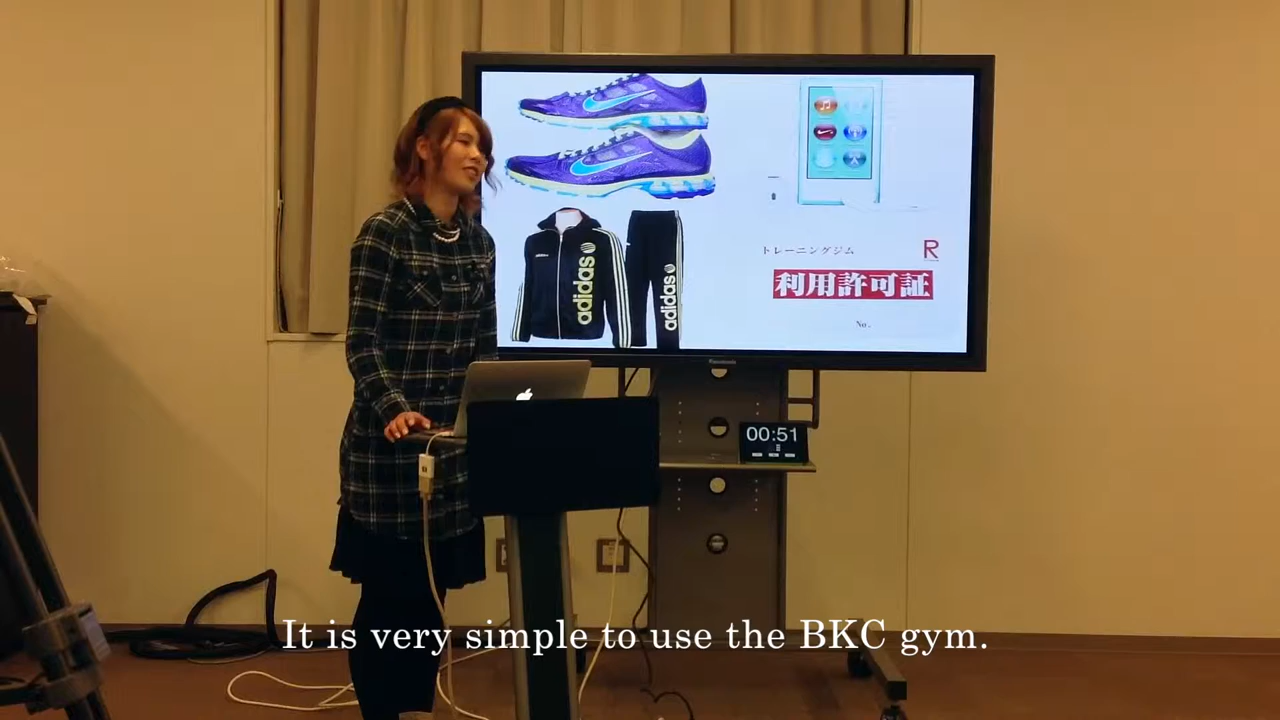 adidas
adidas
トレーニングジム
R
利用許可証
No.
Panasonic
00:51
It is very simple to use the BKC gym.